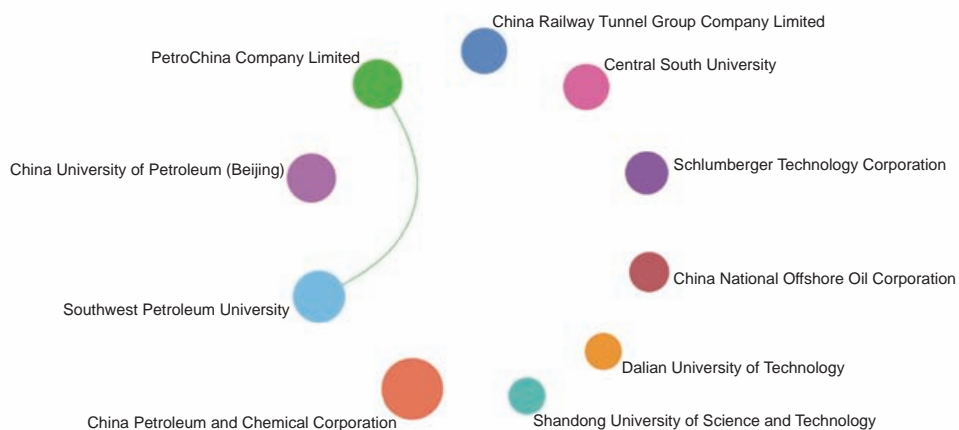 China Railway Tunnel Group Company Limited
PetroChina Company Limited
Central South University
China University of Petroleum (Beijing)
Schlumberger Technology Corporation
China National Offshore Oil Corporation
Southwest Petroleum University
Dalian University of Technology
China Petroleum and Chemical Corporation
Shandong University of Science and Technology